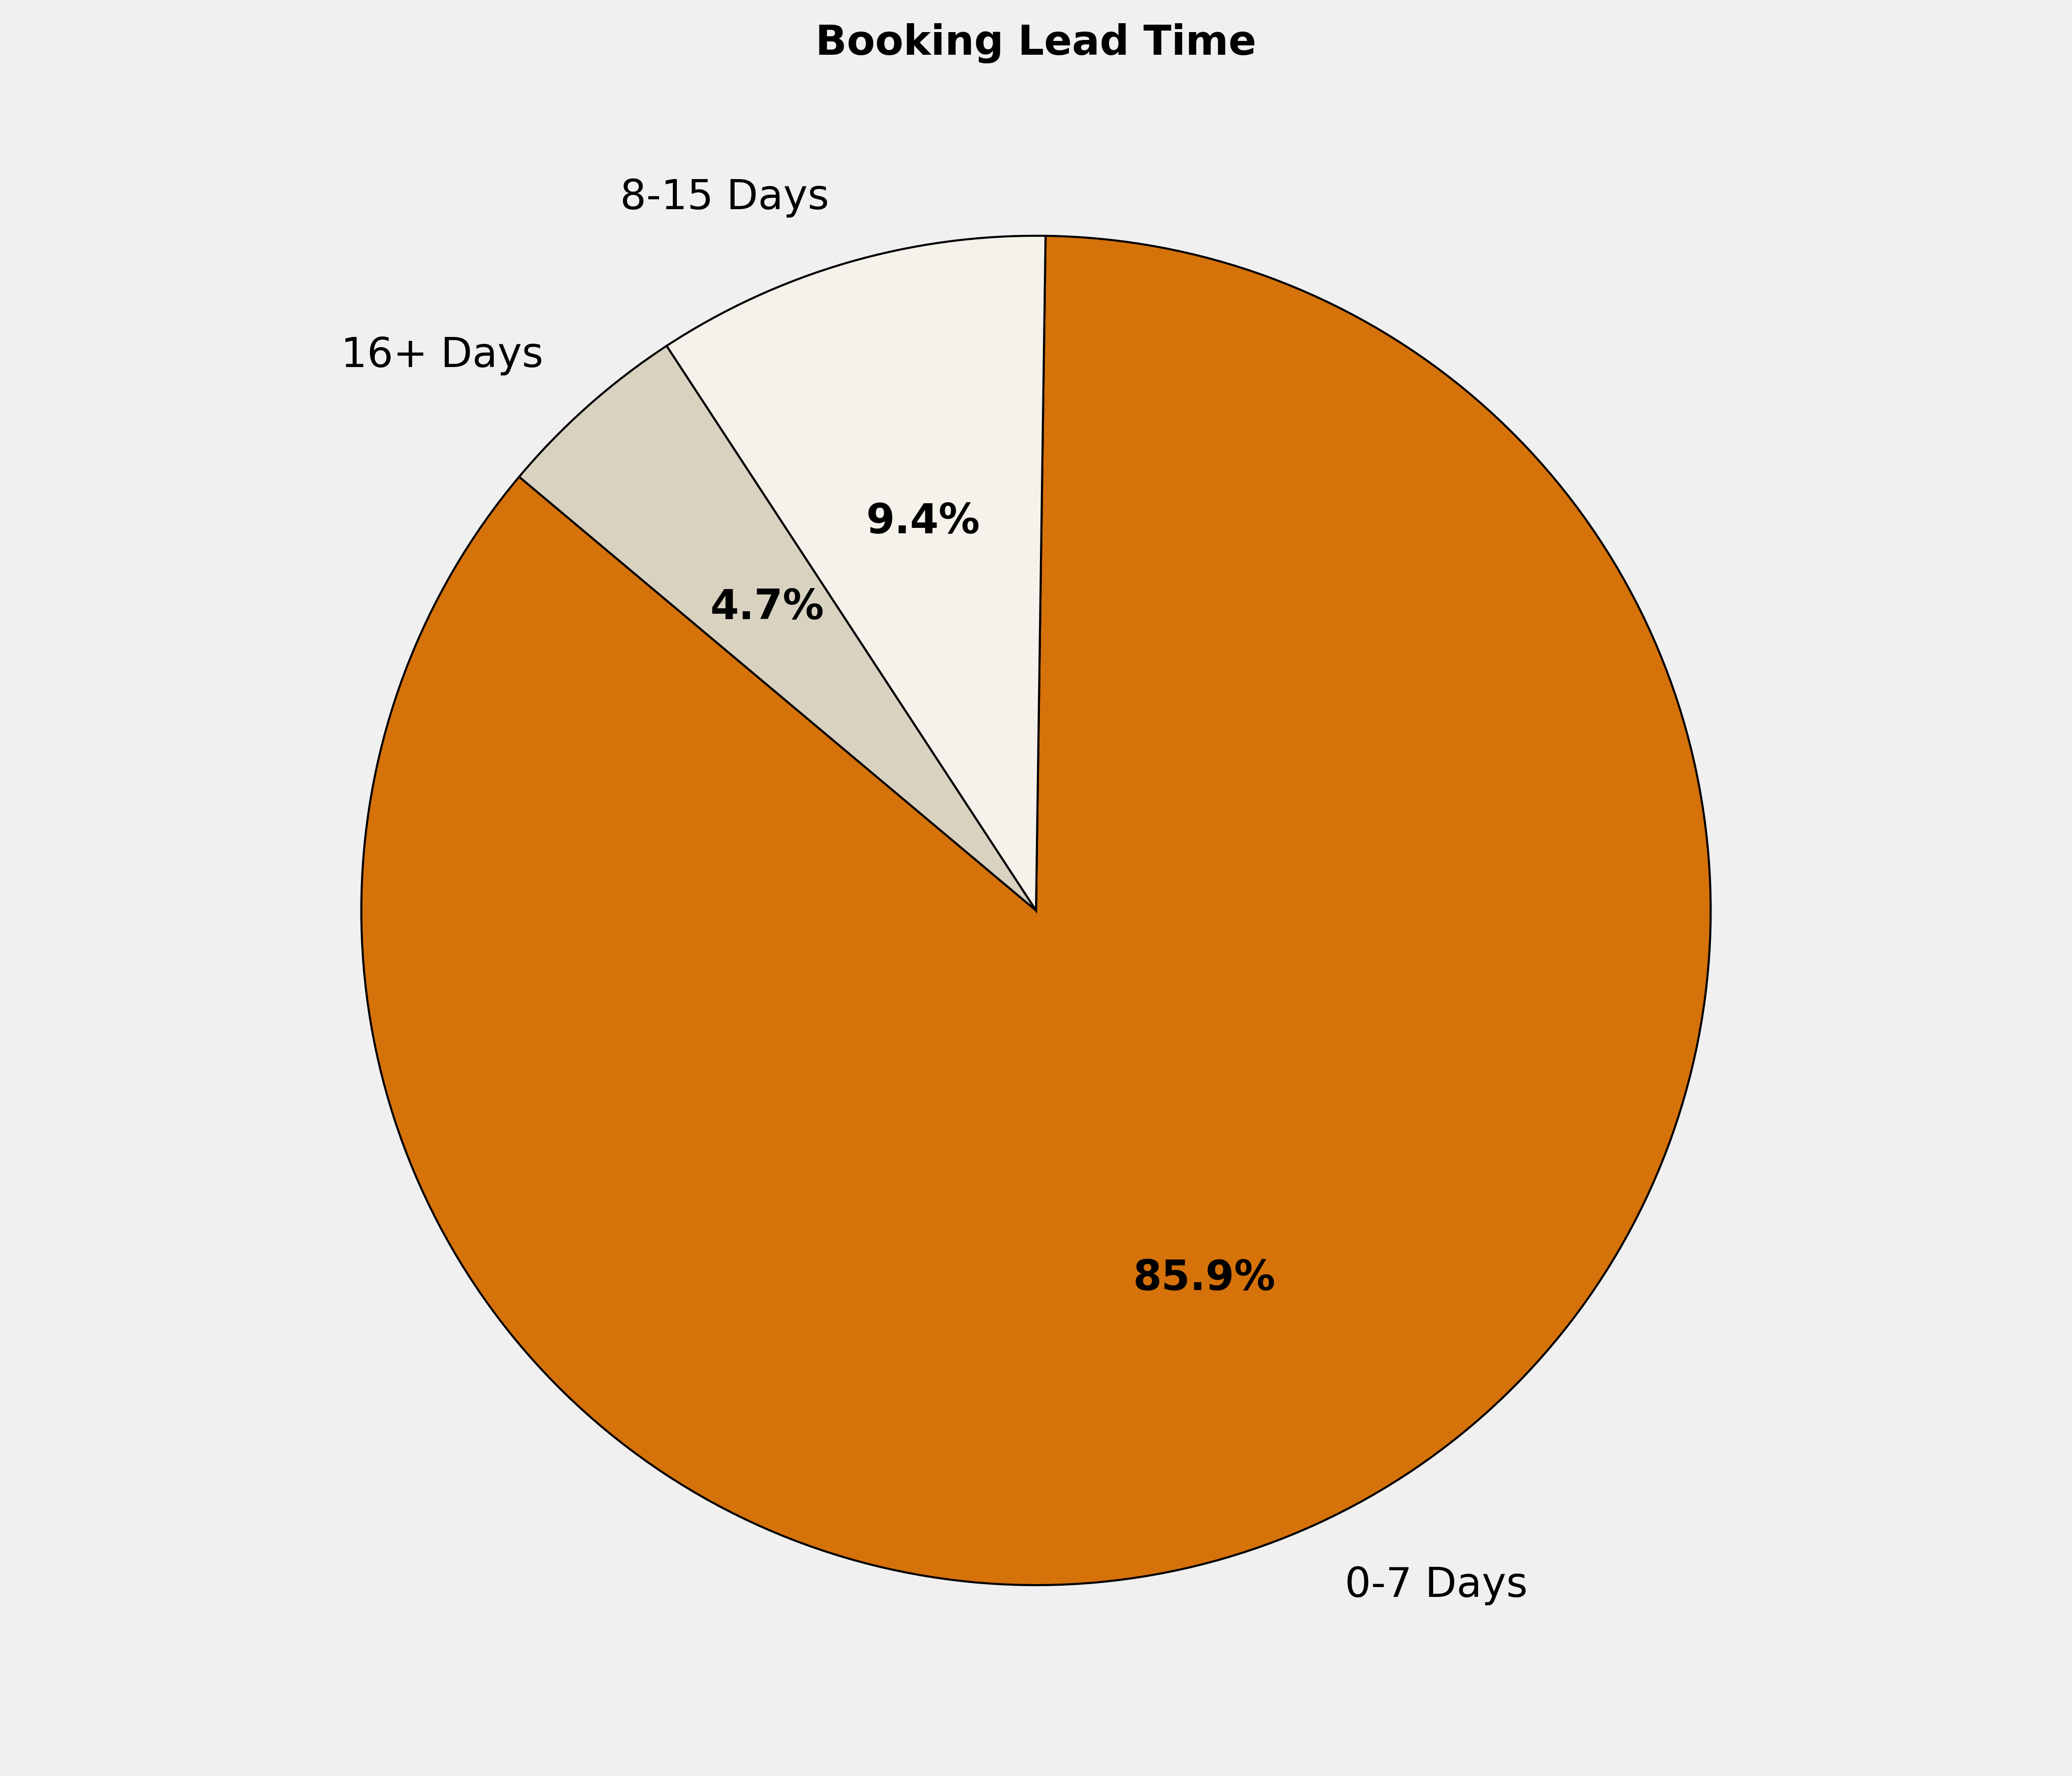 Booking Lead Time
8-15 Days
16+ Days
9.4%
4.7%
85.9%
0-7 Days